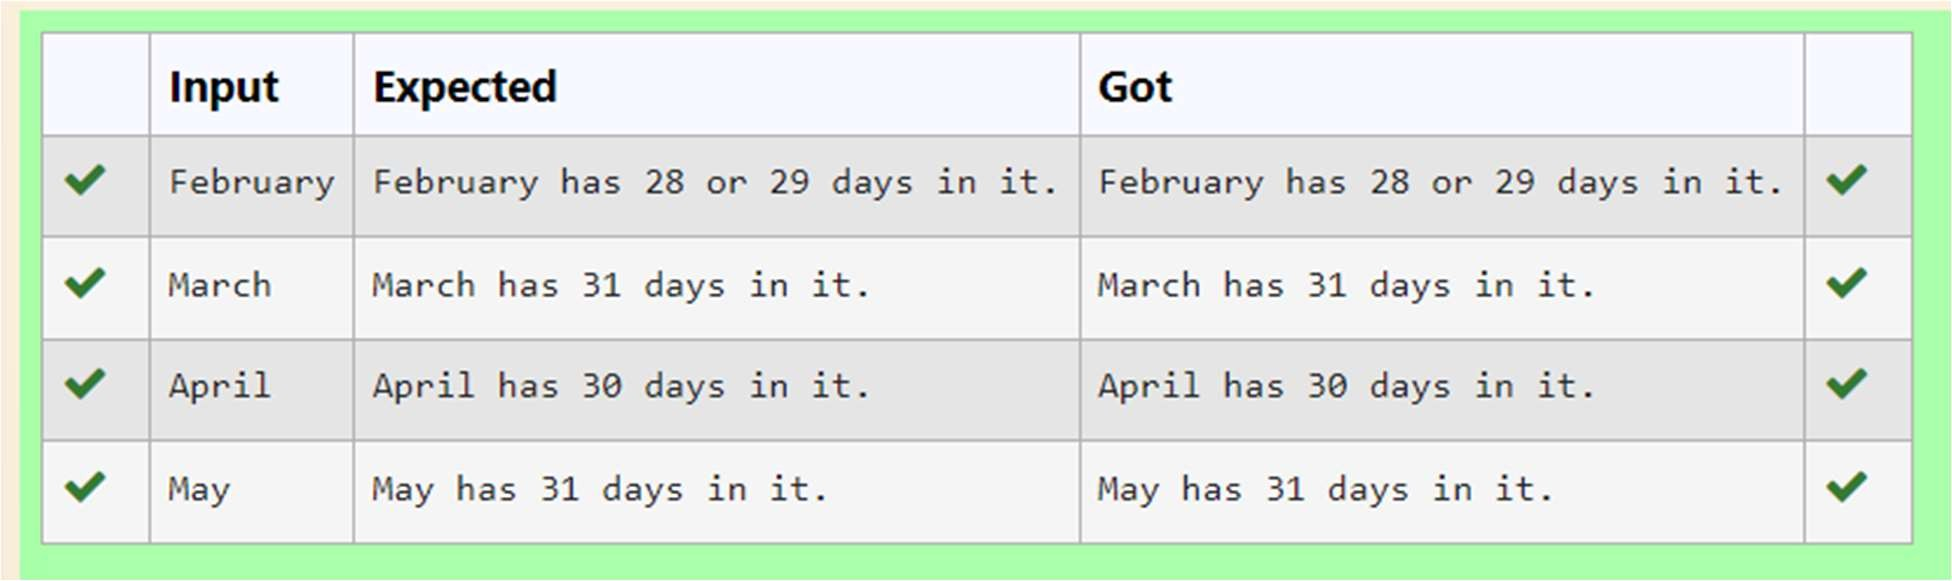 Input Expected Got
February February has 28 or 29 days in it. February has 28 or 29 days in it.
March March has 31 days in it. March has 31 days in it.
April April has 30 days in it. April has 30 days in it.
May May has 31 days in it. May has 31 days in it.